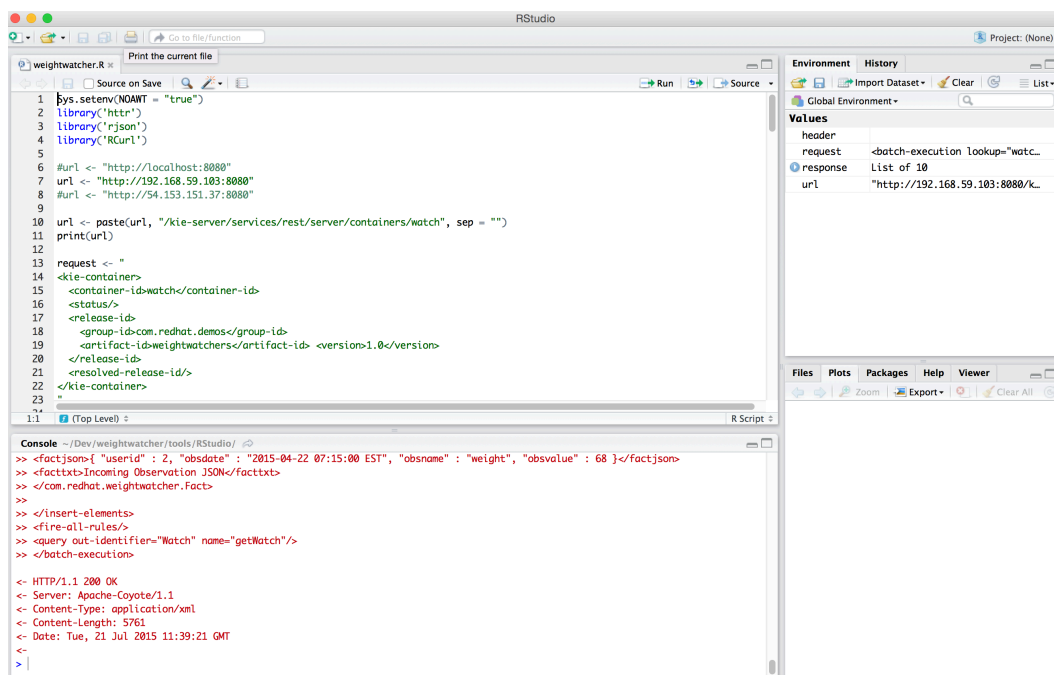 RStudio
Go to file/function
Project: (None)
Print the current file
weightwatcher.R
Source on Save
Run
Source
1 Sys.setenv(NOAWT = "true")
2 library('httr')
3 library('rjson')
4 library('RCurl')
5
6 #url <- "http://localhost:8080"
7 url <- "http://192.168.59.103:8080"
8 #url <- "http://54.153.151.37:8080"
9
10 url <- paste(url, "/kie-server/services/rest/server/containers/watch", sep = "")
11 print(url)
12
13 request <- "
14 <kie-container>
15 <container-id>watch</container-id>
16 <status/>
17 <release-id>
18 <group-id>com.redhat.demos</group-id>
19 <artifact-id>weightwatchers</artifact-id> <version>1.0</version>
20 </release-id>
21 <resolved-release-id/>
22 </kie-container>
23 "
24
1:1 (Top Level) R Script
Console ~/Dev/weightwatcher/tools/RStudio/
>> <factjson>{ "userid" : 2, "obsdate" : "2015-04-22 07:15:00 EST", "obsname" : "weight", "obsvalue" : 68 }</factjson>
>> <facttxt>Incoming Observation JSON</facttxt>
>> </com.redhat.weightwatcher.Fact>
>>
>> </insert-elements>
>> <fire-all-rules/>
>> <query out-identifier="Watch" name="getWatch"/>
>> </batch-execution>
<- HTTP/1.1 200 OK
<- Server: Apache-Coyote/1.1
<- Content-Type: application/xml
<- Content-Length: 5761
<- Date: Tue, 21 Jul 2015 11:39:21 GMT
<-
>
Environment History
Import Dataset Clear List
Global Environment
Values
header
request <batch-execution lookup="watc…
response List of 10
url "http://192.168.59.103:8080/k…
Files Plots Packages Help Viewer
Zoom Export Clear All